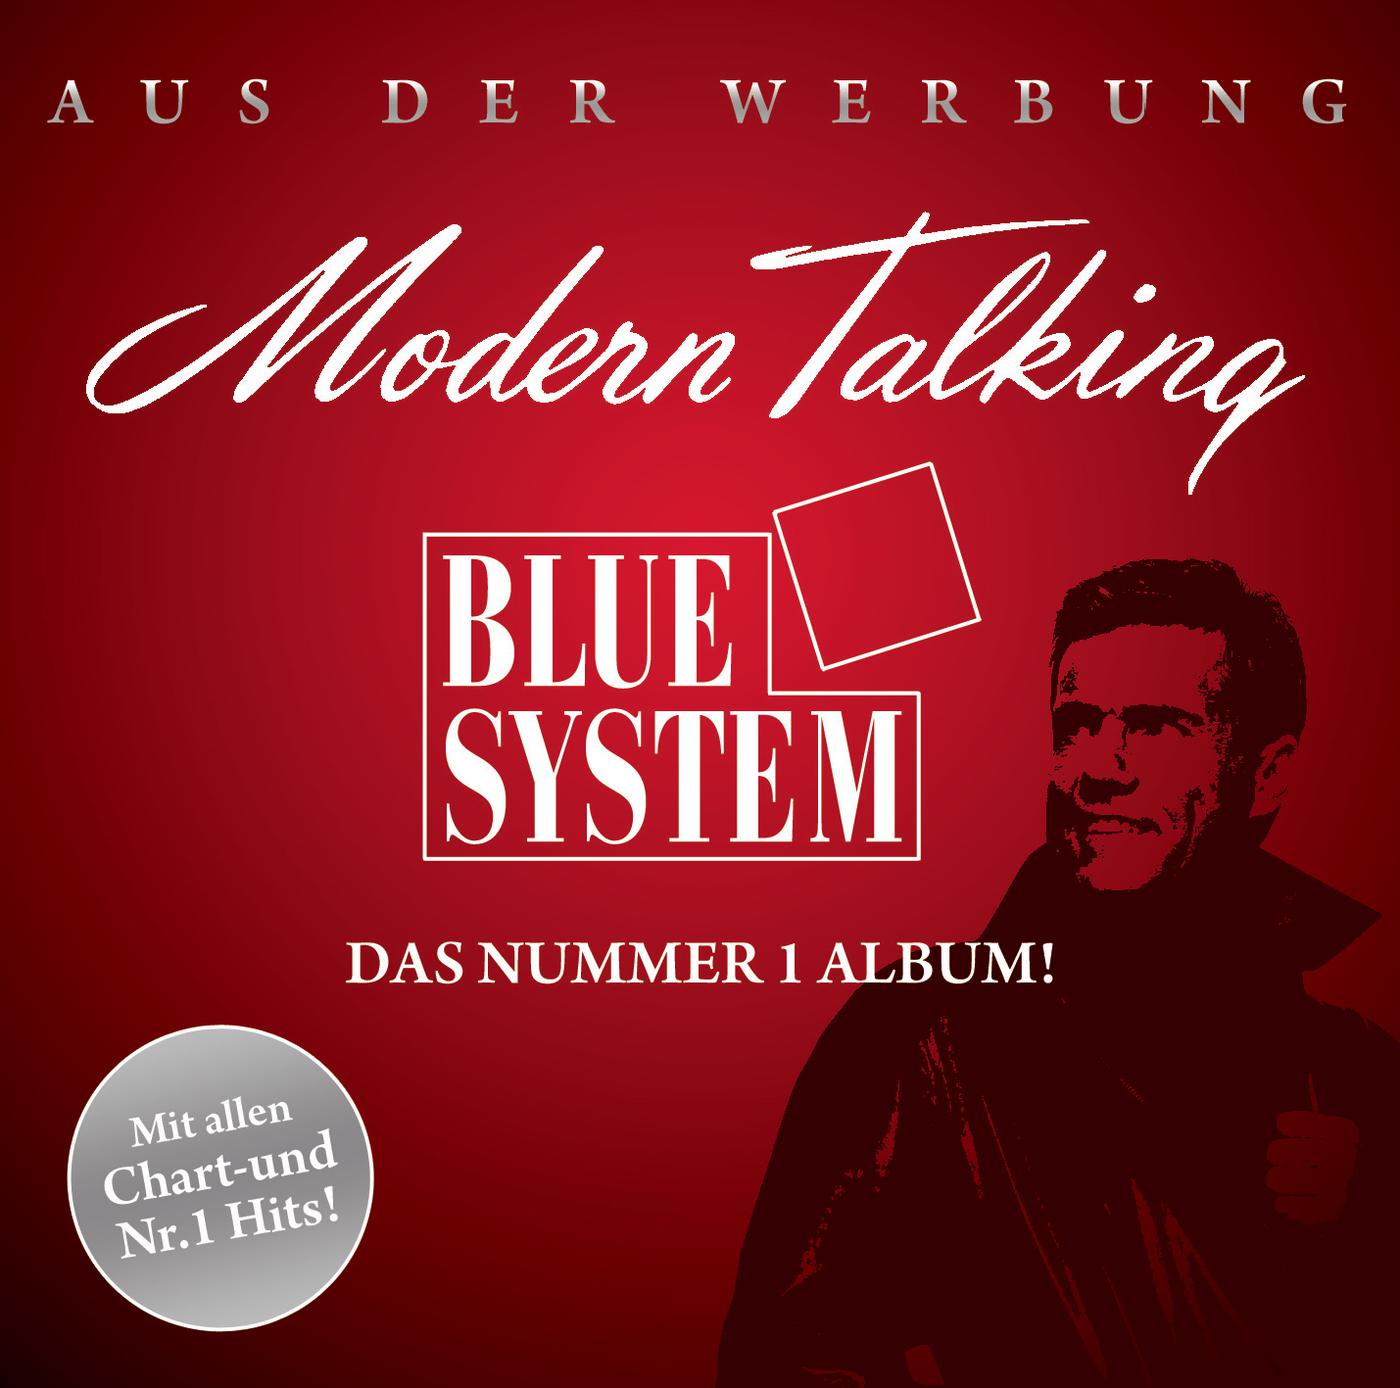 AUS DER WERBUNG
Modern Talking
BLUE
SYSTEM
DAS NUMMER 1 ALBUM!
Mit allen
Chart-und
Nr.1 Hits!